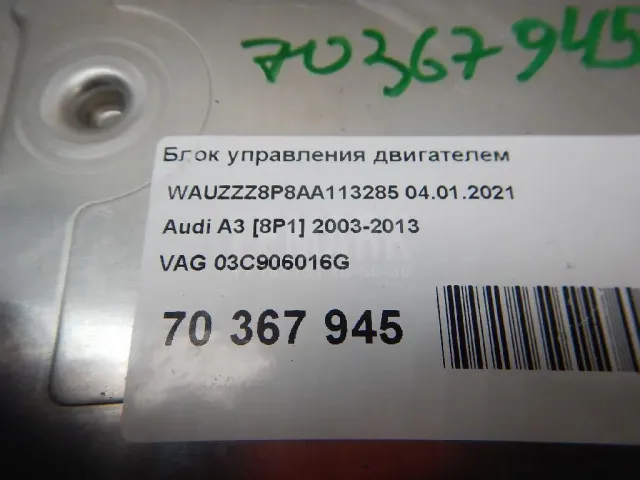 70367945
Блок управления двигателем
WAUZZZ8P8AA113285 04.01.2021
Audi A3 [8P1] 2003-2013
VAG 03C906016G
70 367 945